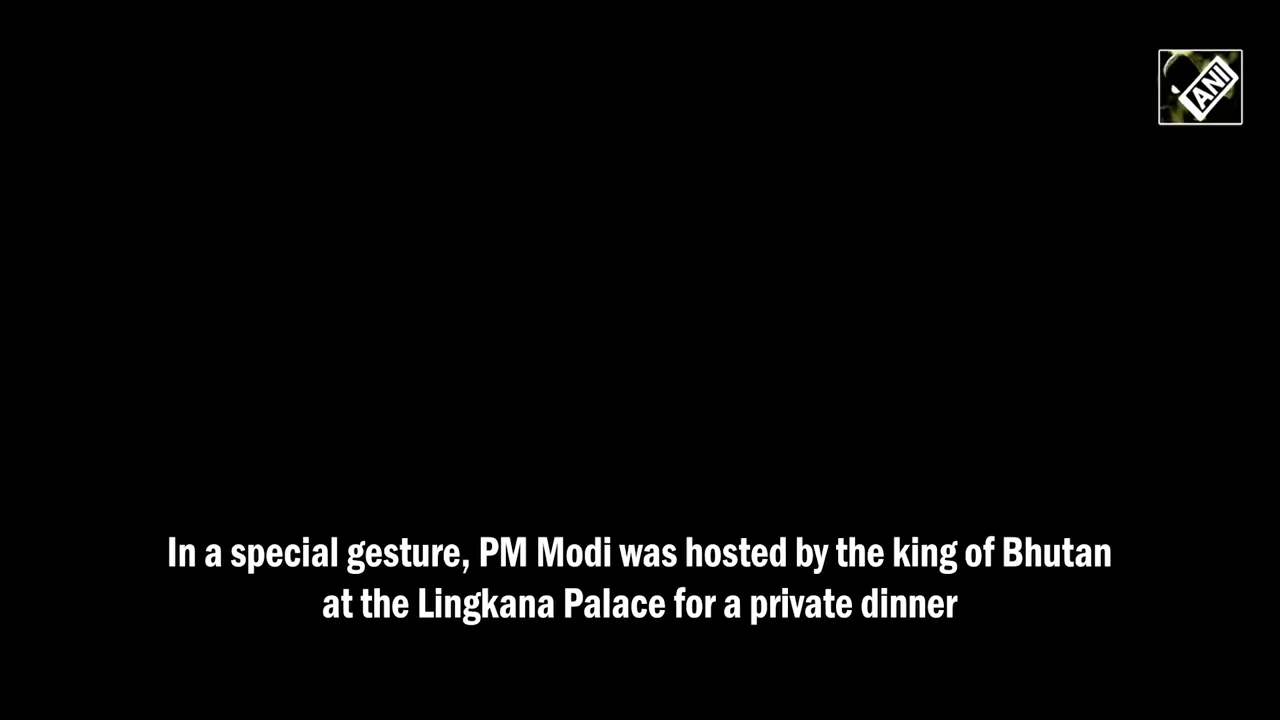 ANI
In a special gesture, PM Modi was hosted by the king of Bhutan
at the Lingkana Palace for a private dinner